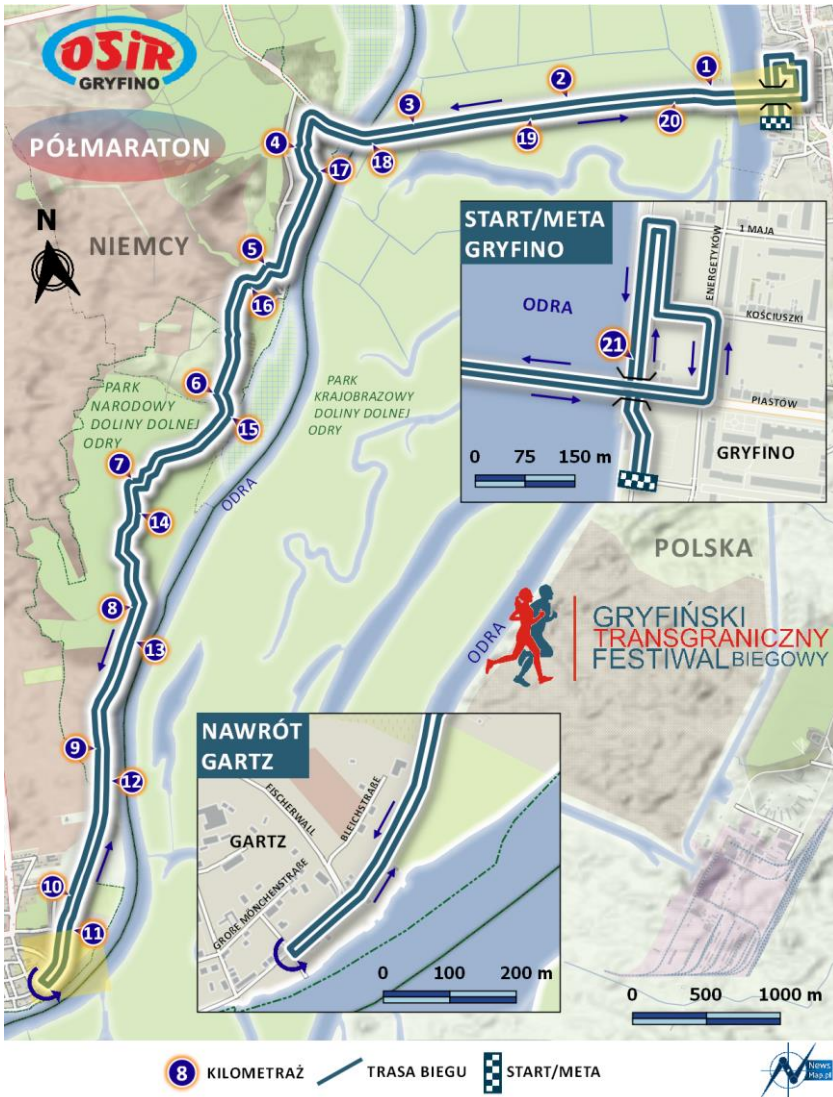 OSiR
GRYFINO
PÓŁMARATON
N
NIEMCY
1
2
3
20
19
4
18
17
5
16
6
15
7
14
8
13
9
12
10
11
PARK
NARODOWY
DOLINY DOLNEJ
ODRY
PARK
KRAJOBRAZOWY
DOLINY DOLNEJ
ODRY
ODRA
START/META
GRYFINO
1 MAJA
ENERGETYKÓW
ODRA
KOŚCIUSZKI
21
PIASTÓW
GRYFINO
0 75 150 m
POLSKA
ODRA
GRYFIŃSKI
TRANSGRANICZNY
FESTIWAL BIEGOWY
NAWRÓT
GARTZ
FISCHERWALL
BLEICHSTRAßE
GARTZ
GROßE MÖNCHENSTRAßE
0 100 200 m
0 500 1000 m
8 KILOMETRAŻ TRASA BIEGU START/META
News
Map.pl